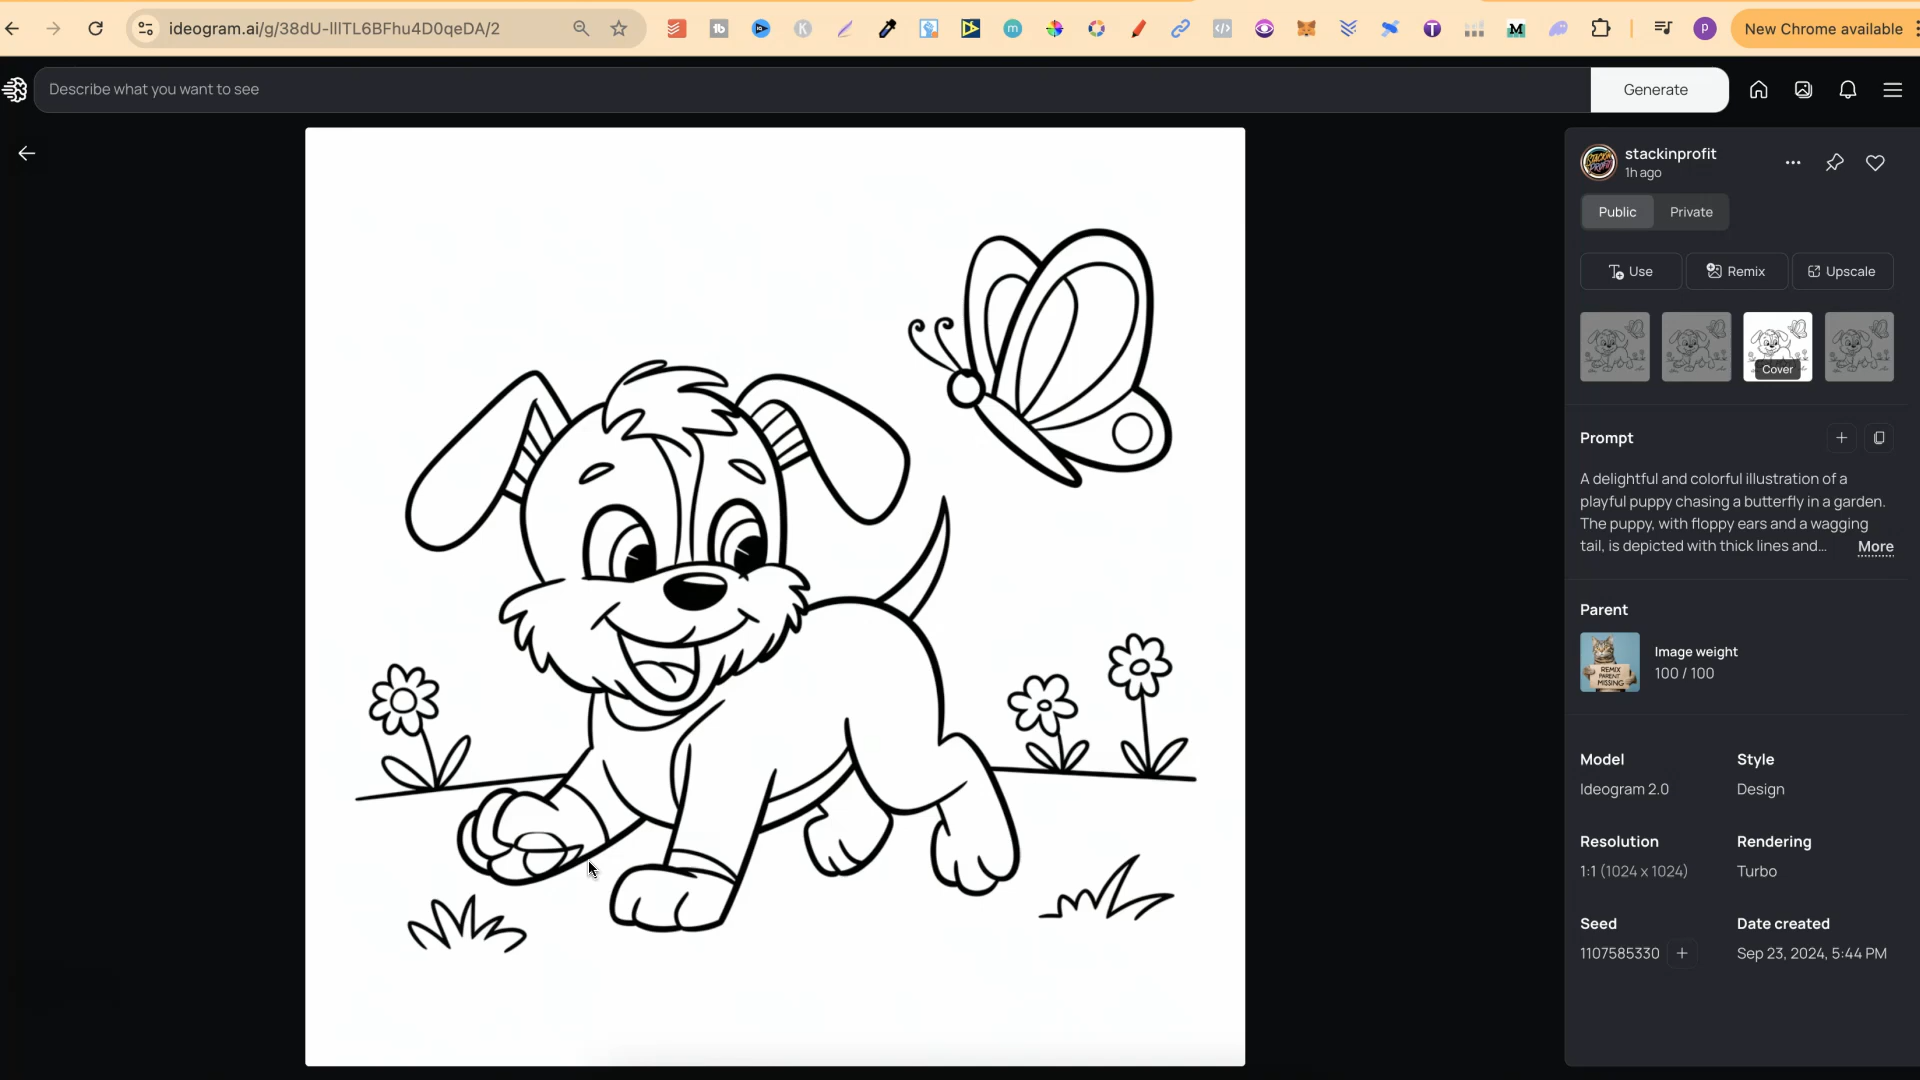 ideogram.ai/g/38dU-lllTL6BFhu4D0qeDA/2
New Chrome available
Describe what you want to see
Generate
stackinprofit
1h ago
Public
Private
Use
Remix
Upscale
Cover
Prompt
A delightful and colorful illustration of a
playful puppy chasing a butterfly in a garden.
The puppy, with floppy ears and a wagging
tail, is depicted with thick lines and...
More
Parent
REMIX
PARENT
MISSING
Image weight
100 / 100
Model
Style
Ideogram 2.0
Design
Resolution
Rendering
1:1 (1024 x 1024)
Turbo
Seed
Date created
1107585330
Sep 23, 2024, 5:44 PM